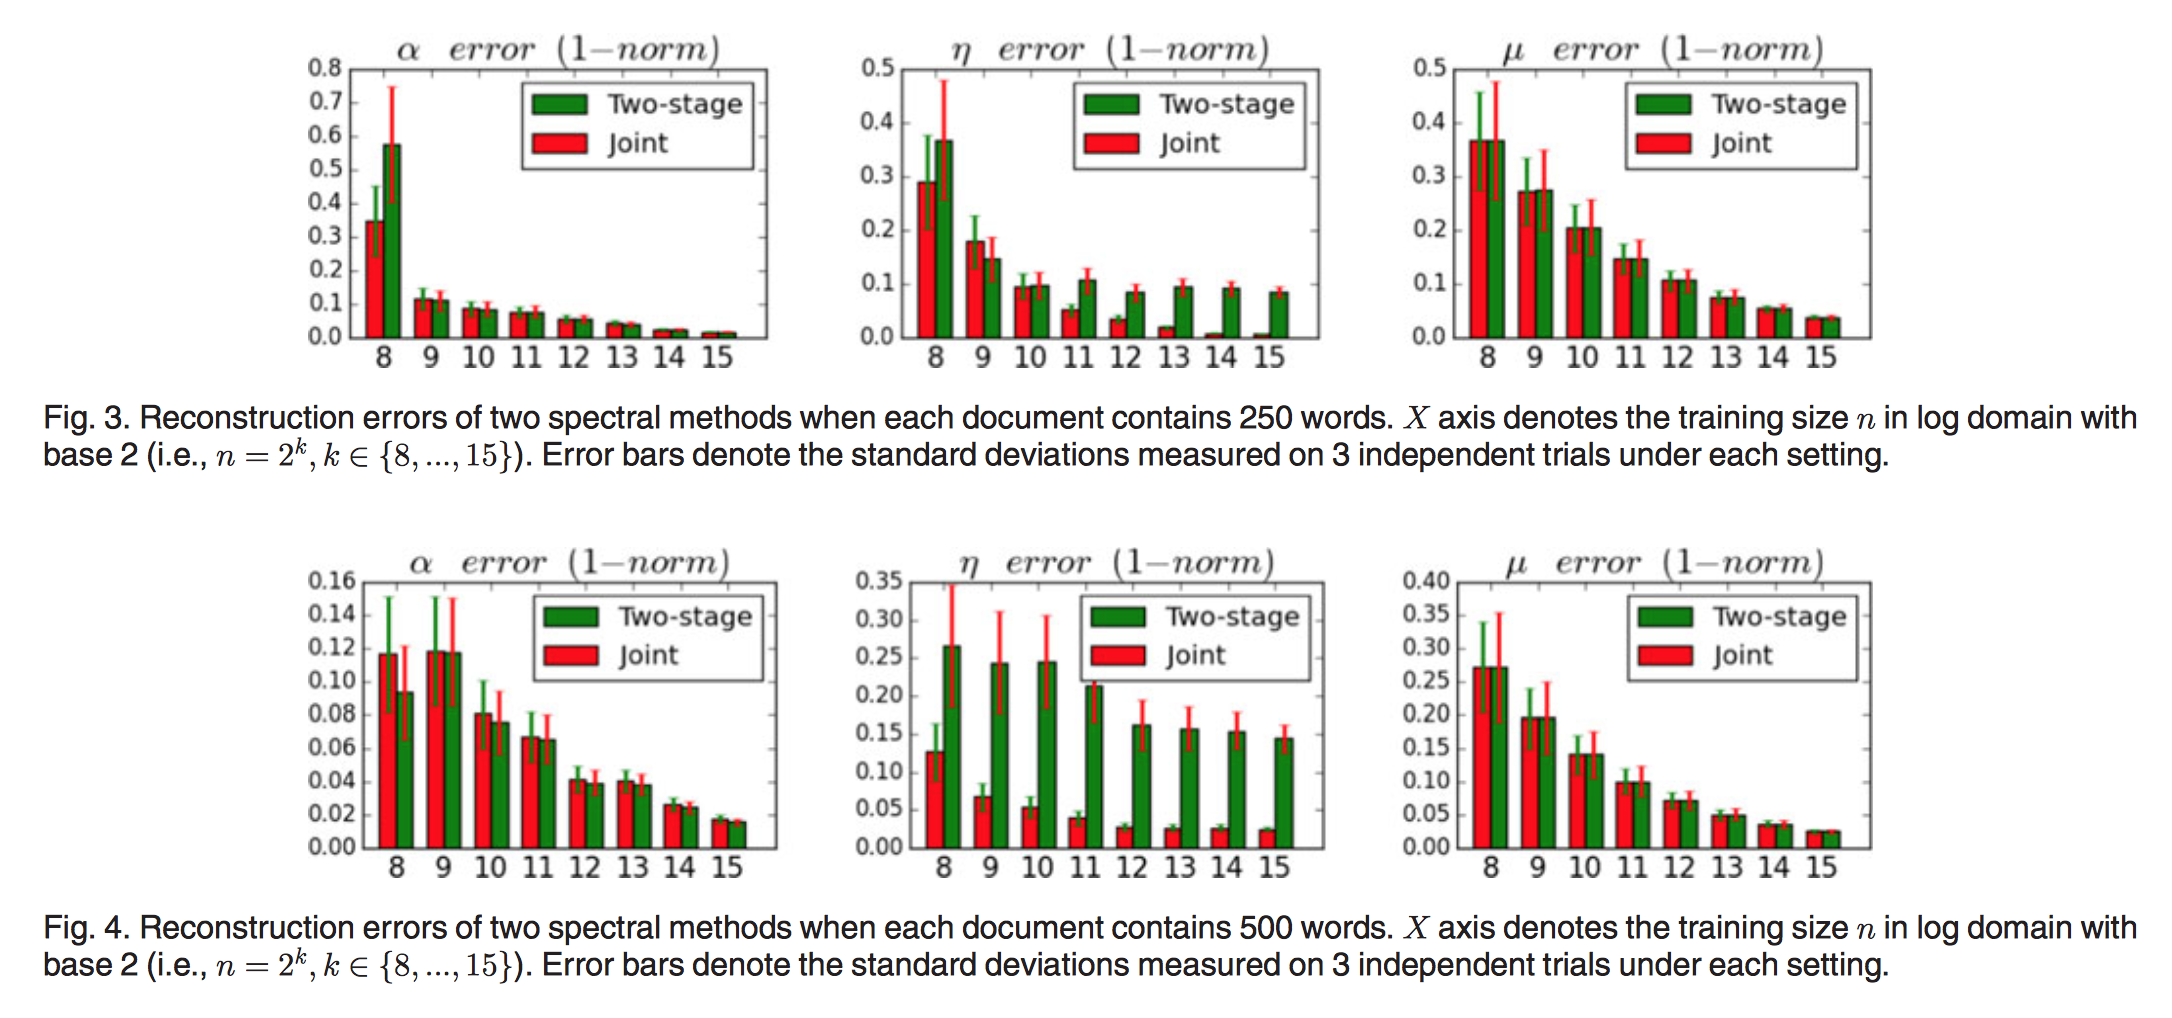 α error (1−norm)
0.8
0.7
0.6
0.5
0.4
0.3
0.2
0.1
0.0
Two-stage
Joint
8 9 10 11 12 13 14 15
η error (1−norm)
0.5
0.4
0.3
0.2
0.1
0.0
Two-stage
Joint
8 9 10 11 12 13 14 15
μ error (1−norm)
0.5
0.4
0.3
0.2
0.1
0.0
Two-stage
Joint
8 9 10 11 12 13 14 15
Fig. 3. Reconstruction errors of two spectral methods when each document contains 250 words. X axis denotes the training size n in log domain with
base 2 (i.e., n = 2^k, k ∈ {8, ..., 15}). Error bars denote the standard deviations measured on 3 independent trials under each setting.
α error (1−norm)
0.16
0.14
0.12
0.10
0.08
0.06
0.04
0.02
0.00
Two-stage
Joint
8 9 10 11 12 13 14 15
η error (1−norm)
0.35
0.30
0.25
0.20
0.15
0.10
0.05
0.00
Two-stage
Joint
8 9 10 11 12 13 14 15
μ error (1−norm)
0.40
0.35
0.30
0.25
0.20
0.15
0.10
0.05
0.00
Two-stage
Joint
8 9 10 11 12 13 14 15
Fig. 4. Reconstruction errors of two spectral methods when each document contains 500 words. X axis denotes the training size n in log domain with
base 2 (i.e., n = 2^k, k ∈ {8, ..., 15}). Error bars denote the standard deviations measured on 3 independent trials under each setting.